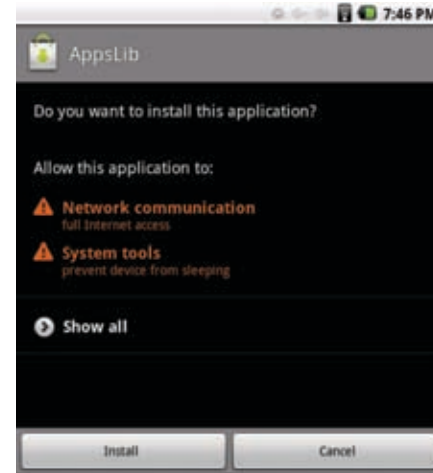 7:46 PM
AppsLib
Do you want to install this application?
Allow this application to:
Network communication
full Internet access
System tools
prevent device from sleeping
Show all
Install
Cancel